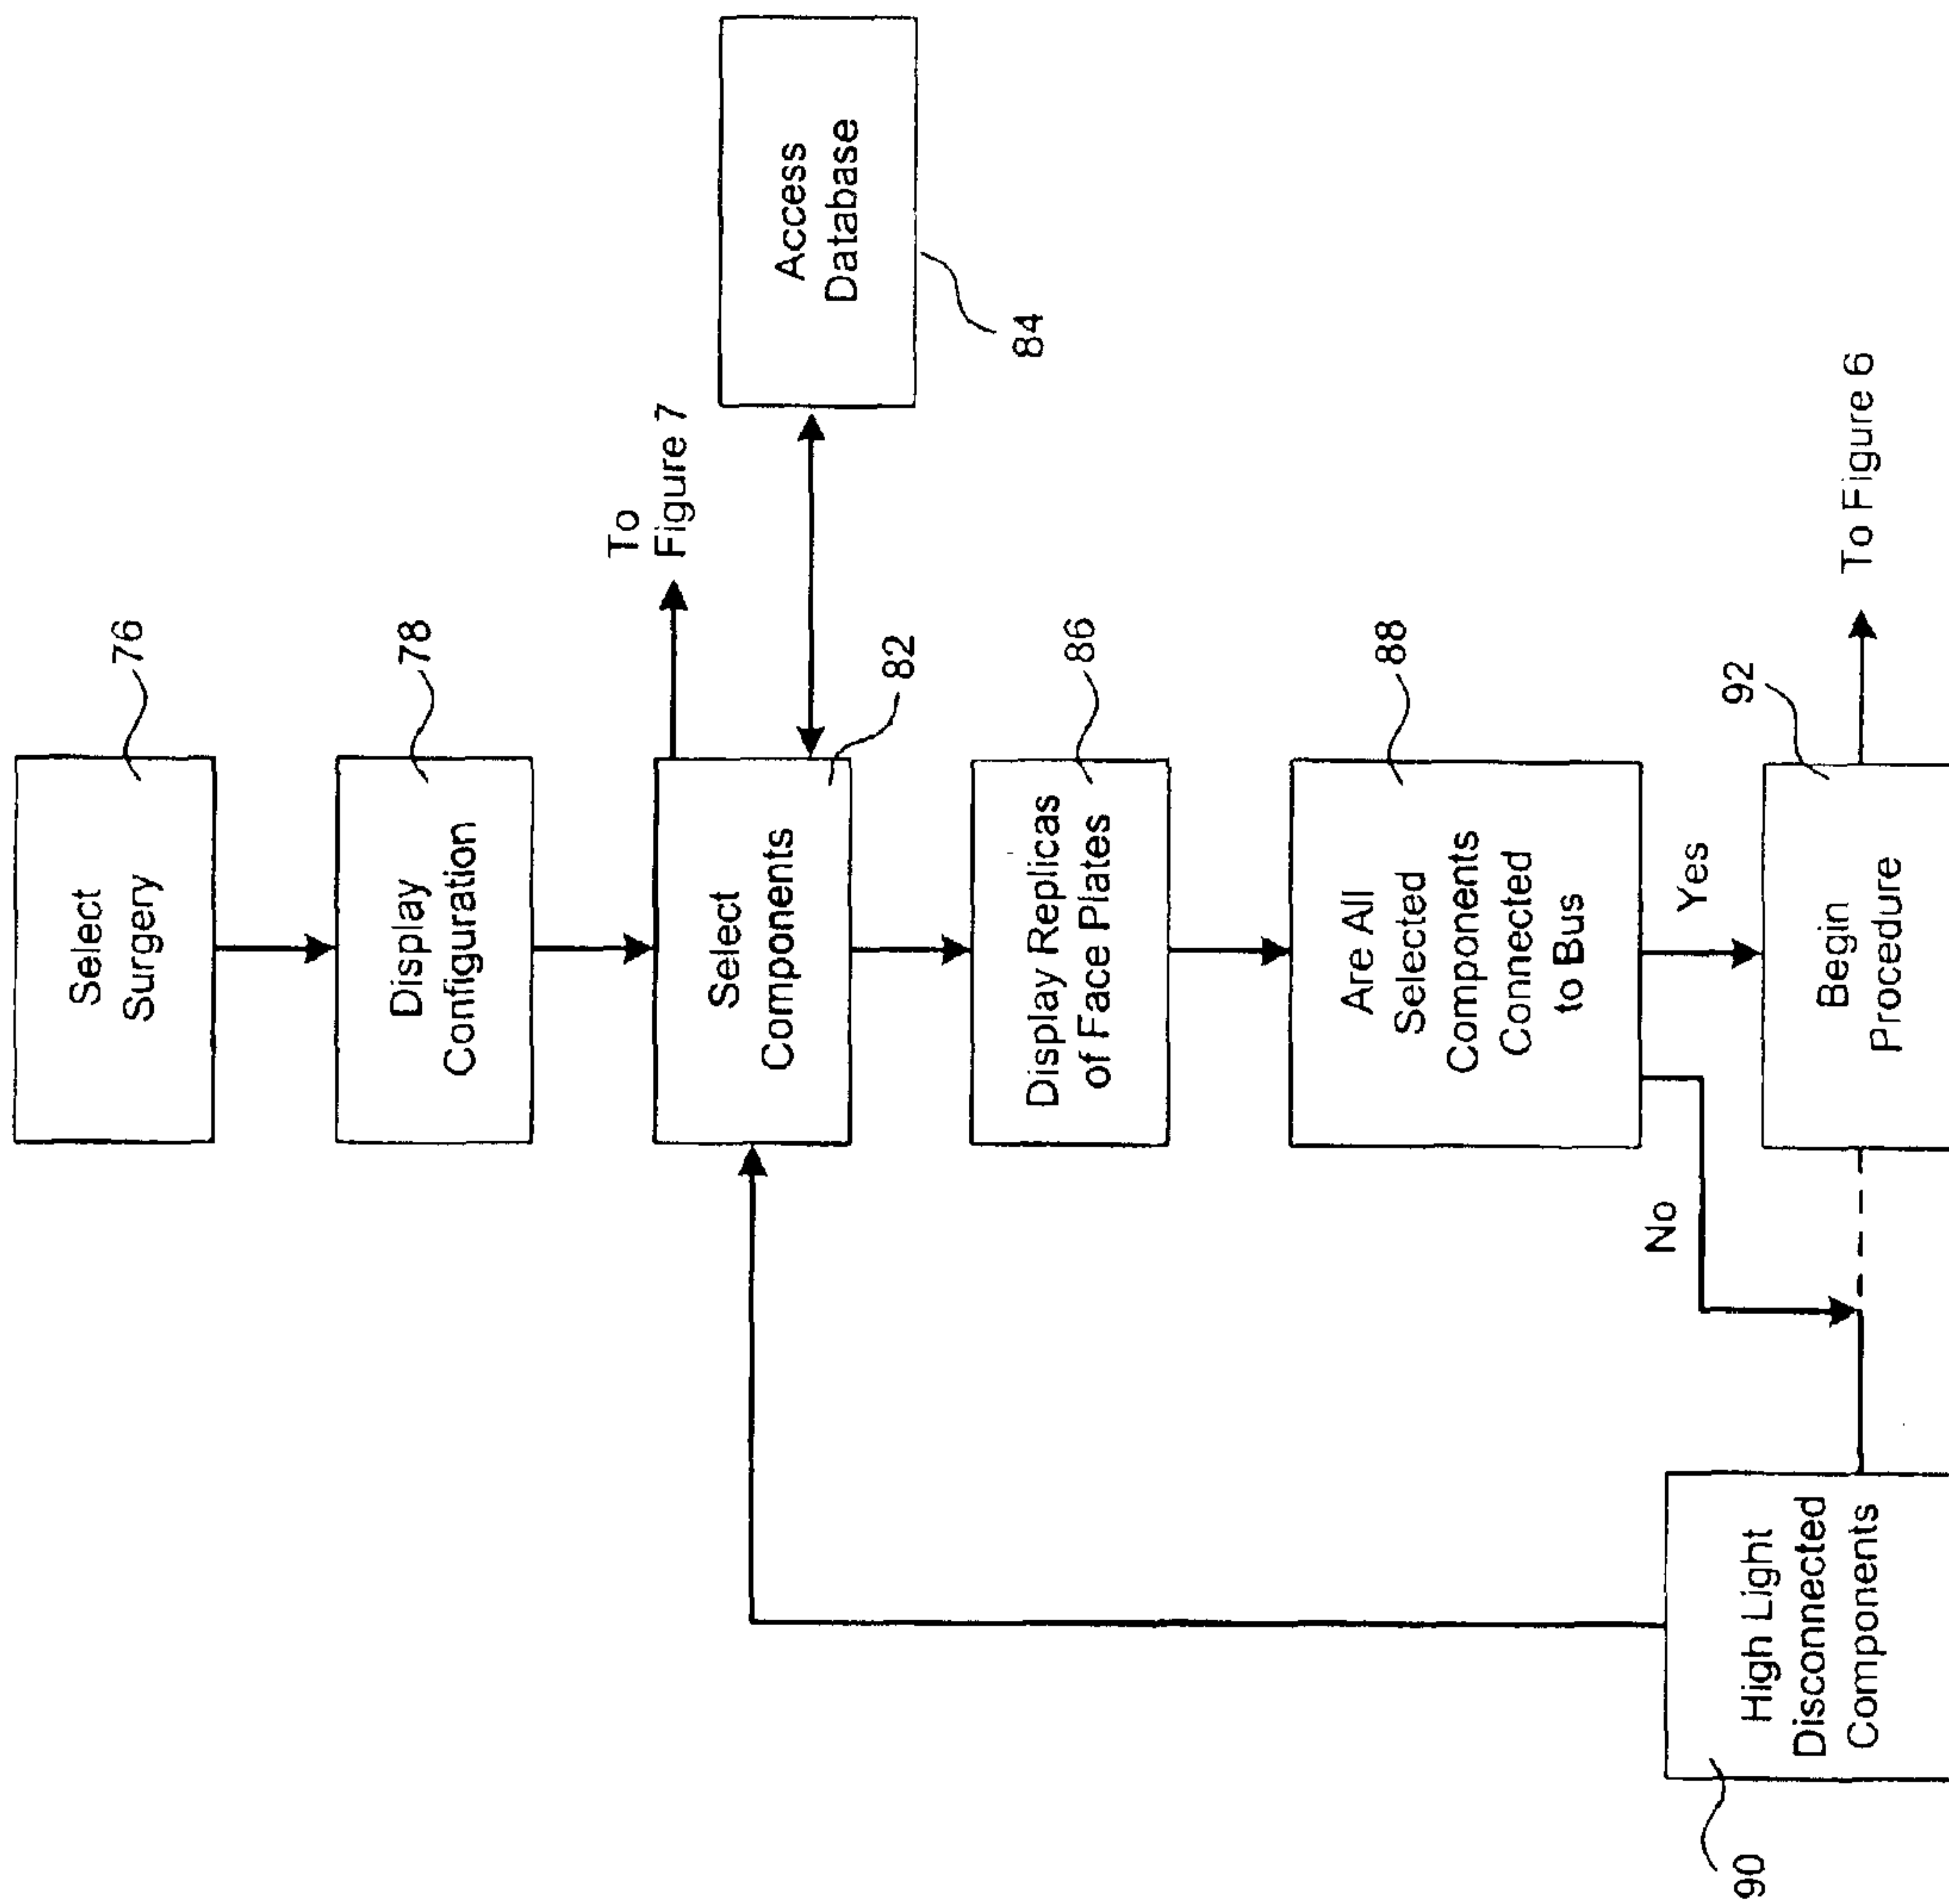 Select
Surgery
76
Display
Configuration
78
To
Figure 7
Select
Components
82
Access
Database
84
Display Replicas
of Face Plates
86
Are All
Selected
Components
Connected
to Bus
88
No
Yes
High Light
Disconnected
Components
90
Begin
Procedure
92
To Figure 6